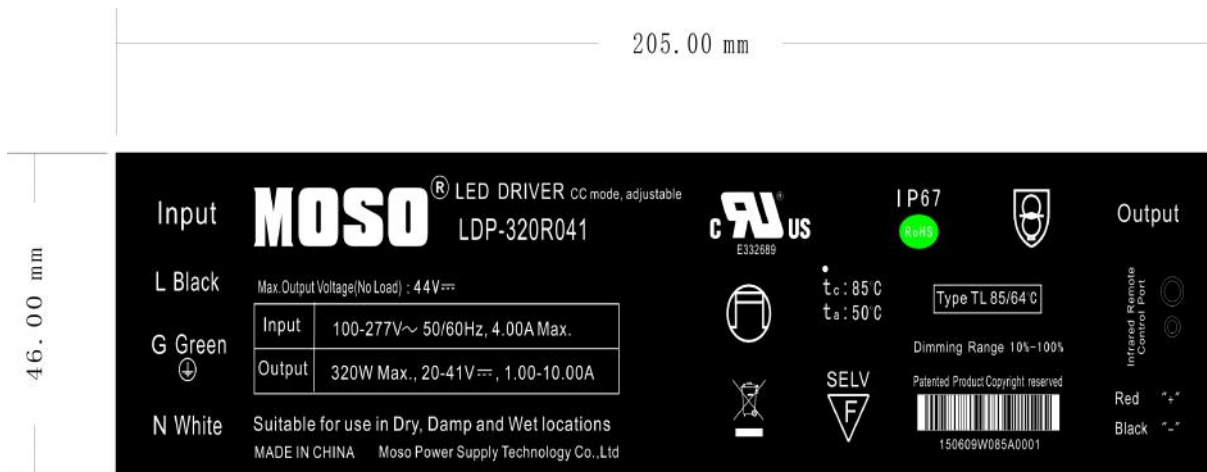 205.00 mm
46.00 mm
Input
L Black
G Green
N White
MOSO® LED DRIVER CC mode, adjustable
LDP-320R041
Max.Output Voltage(No Load) : 44V⎓
Input 100-277V～ 50/60Hz, 4.00A Max.
Output 320W Max., 20-41V⎓, 1.00-10.00A
Suitable for use in Dry, Damp and Wet locations
MADE IN CHINA Moso Power Supply Technology Co.,Ltd
C RU® US
E332689
tc:85℃
ta:50℃
SELV
F
IP67
RoHS
Type TL 85/64℃
Dimming Range 10%-100%
Patented Product Copyright reserved
150609W085A0001
Output
Infrared Remote
Control Port
Red "+"
Black "-"